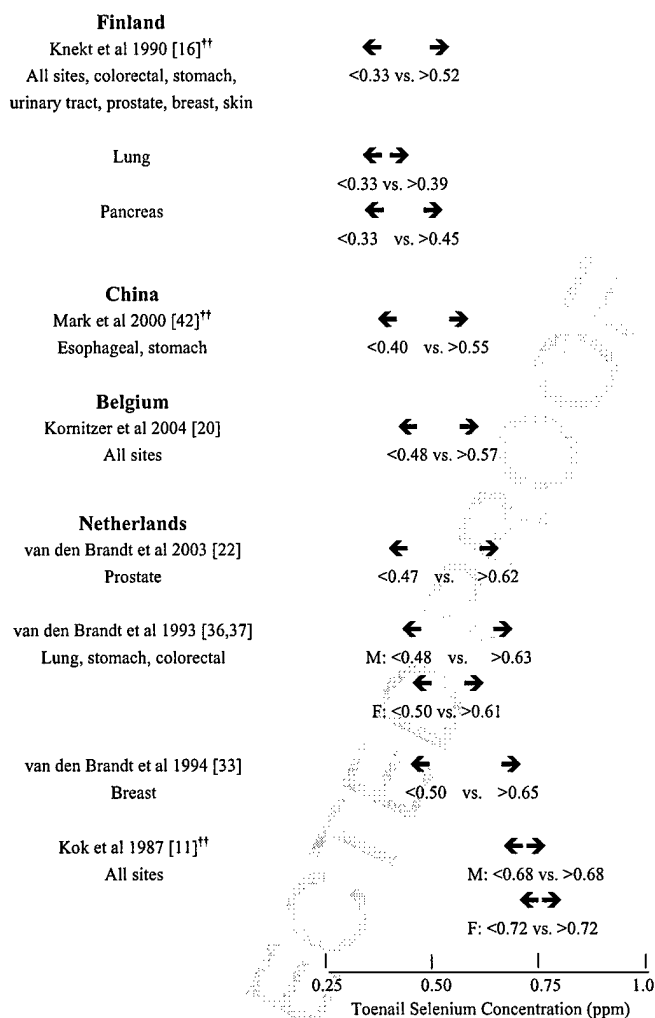 Finland
Knekt et al 1990 [16]††
All sites, colorectal, stomach,
urinary tract, prostate, breast, skin
<0.33 vs. >0.52
Lung
<0.33 vs. >0.39
Pancreas
<0.33 vs. >0.45
China
Mark et al 2000 [42]††
Esophageal, stomach
<0.40 vs. >0.55
Belgium
Kornitzer et al 2004 [20]
All sites
<0.48 vs. >0.57
Netherlands
van den Brandt et al 2003 [22]
Prostate
<0.47 vs. >0.62
van den Brandt et al 1993 [36,37]
Lung, stomach, colorectal
M: <0.48 vs. >0.63
F: <0.50 vs. >0.61
van den Brandt et al 1994 [33]
Breast
<0.50 vs. >0.65
Kok et al 1987 [11]††
All sites
M: <0.68 vs. >0.68
F: <0.72 vs. >0.72
0.25 0.50 0.75 1.0
Toenail Selenium Concentration (ppm)